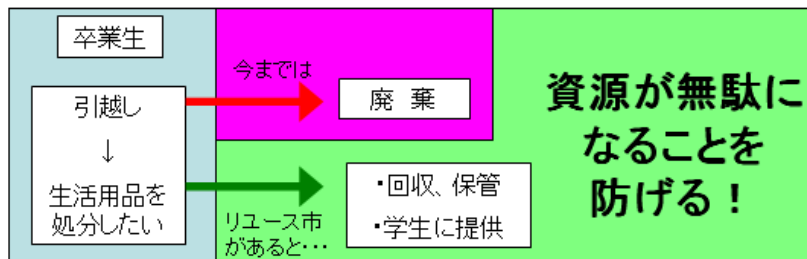 卒業生
引越し
↓
生活用品を
処分したい
今までは
廃 棄
リユース市
があると・・・
・回収、保管
・学生に提供
資源が無駄に
なることを
防げる！